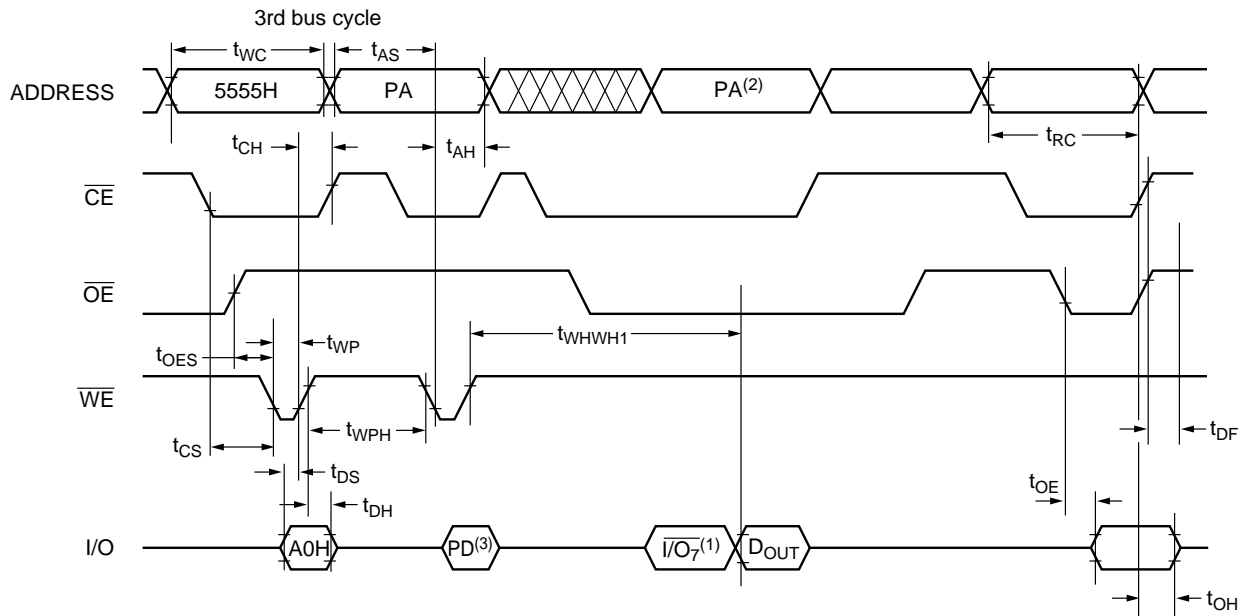 3rd bus cycle
tWC
tAS
ADDRESS
5555H
PA
PA(2)
tCH
tAH
tRC
CE
OE
tWHWH1
tOES
tWP
WE
tWPH
tCS
tDF
tDS
tOE
tDH
I/O
A0H
PD(3)
I/O7(1)
DOUT
tOH